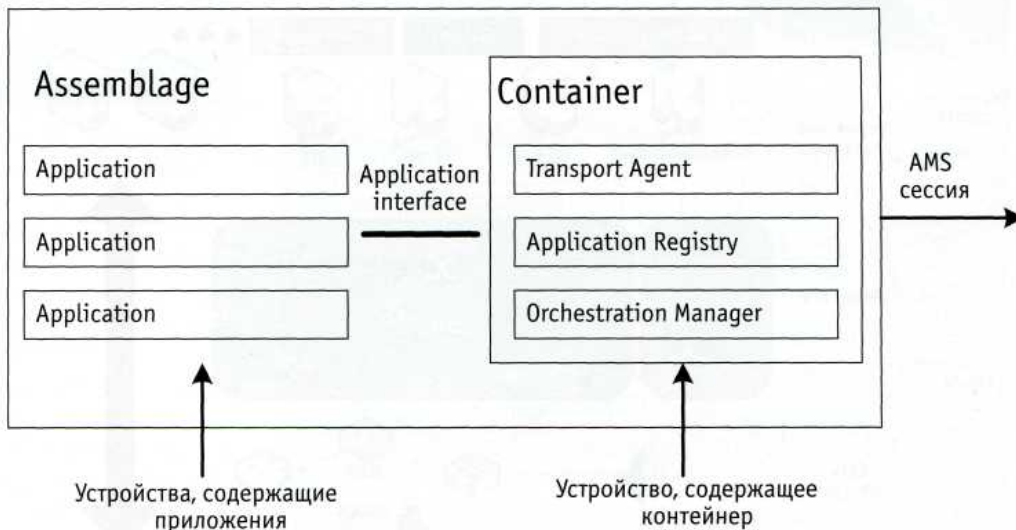 Assemblage
Application
Application
Application
Application
interface
Container
Transport Agent
Application Registry
Orchestration Manager
AMS
сессия
Устройства, содержащие
приложения
Устройство, содержащее
контейнер